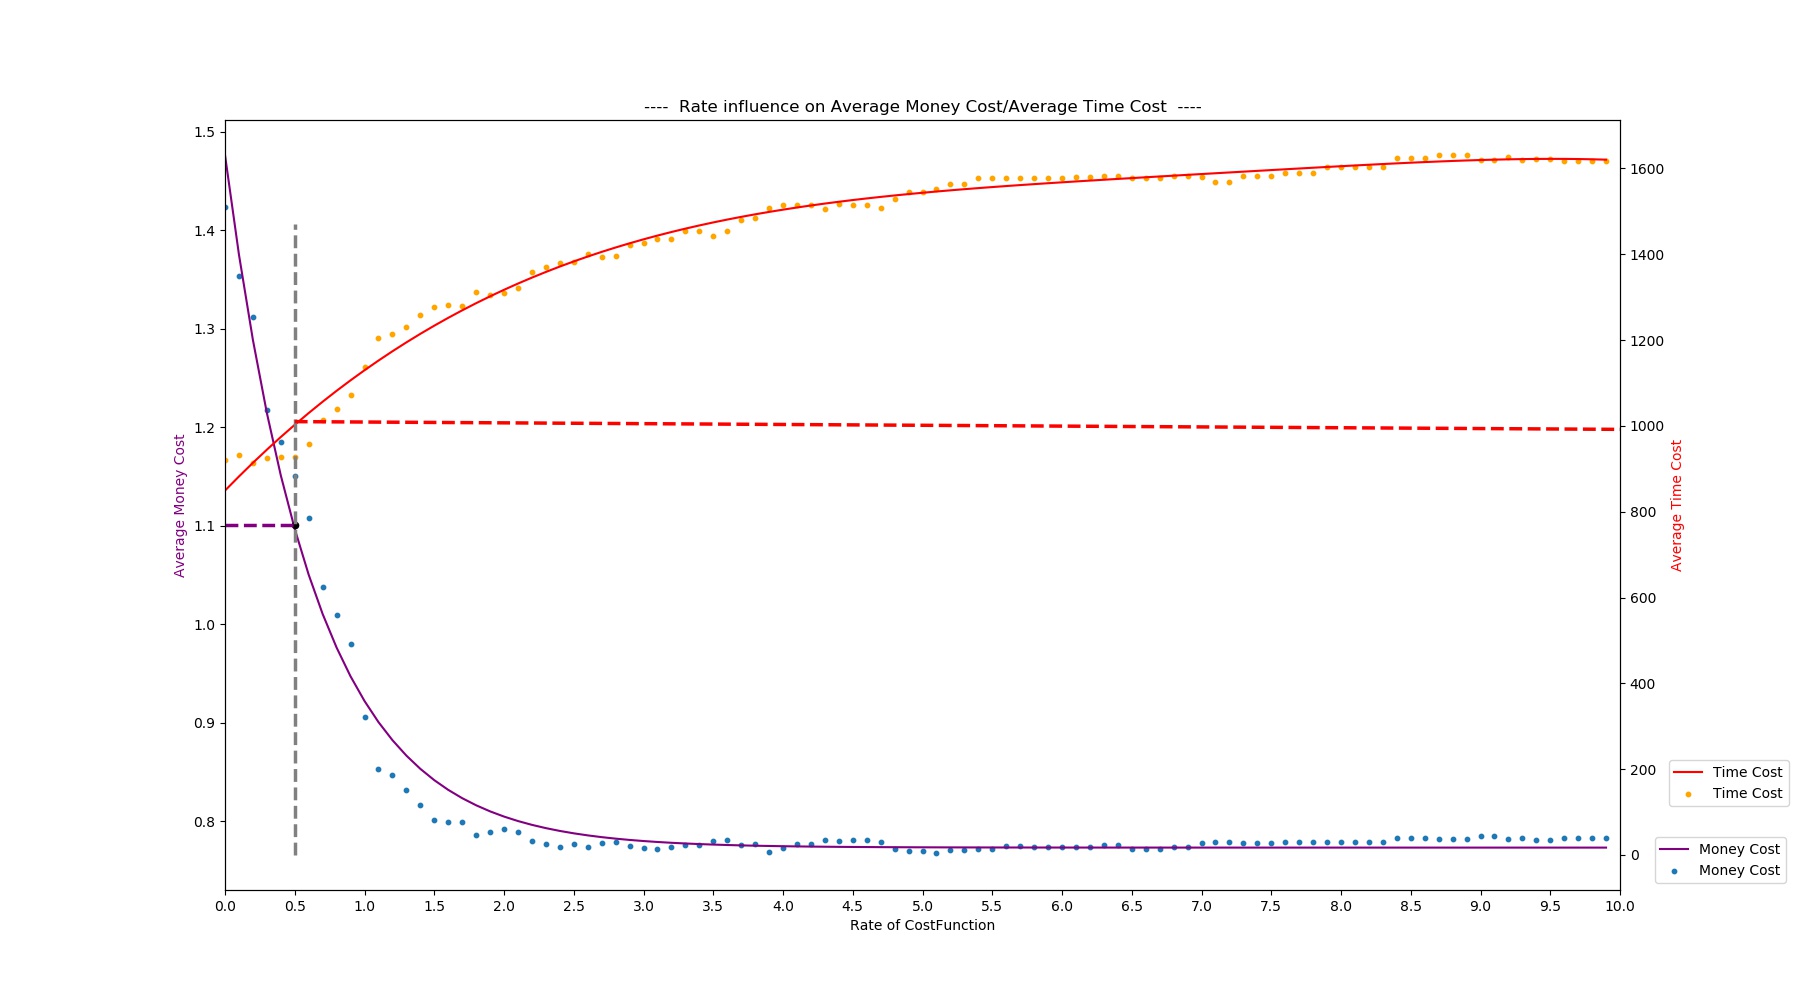 ---- Rate influence on Average Money Cost/Average Time Cost ----
1.5
1.4
1.3
1.2
1.1
1.0
0.9
0.8
Average Money Cost
1600
1400
1200
1000
800
600
400
200
0
Average Time Cost
0.0 0.5 1.0 1.5 2.0 2.5 3.0 3.5 4.0 4.5 5.0 5.5 6.0 6.5 7.0 7.5 8.0 8.5 9.0 9.5 10.0
Rate of CostFunction
Time Cost
Time Cost
Money Cost
Money Cost